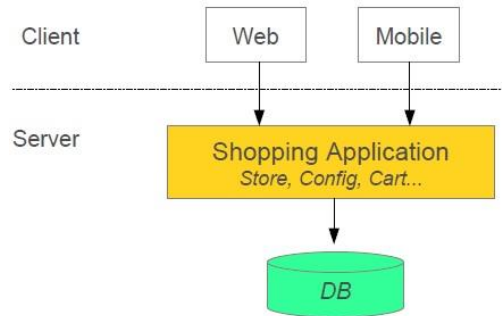 Client
Web
Mobile
Server
Shopping Application
Store, Config, Cart...
DB